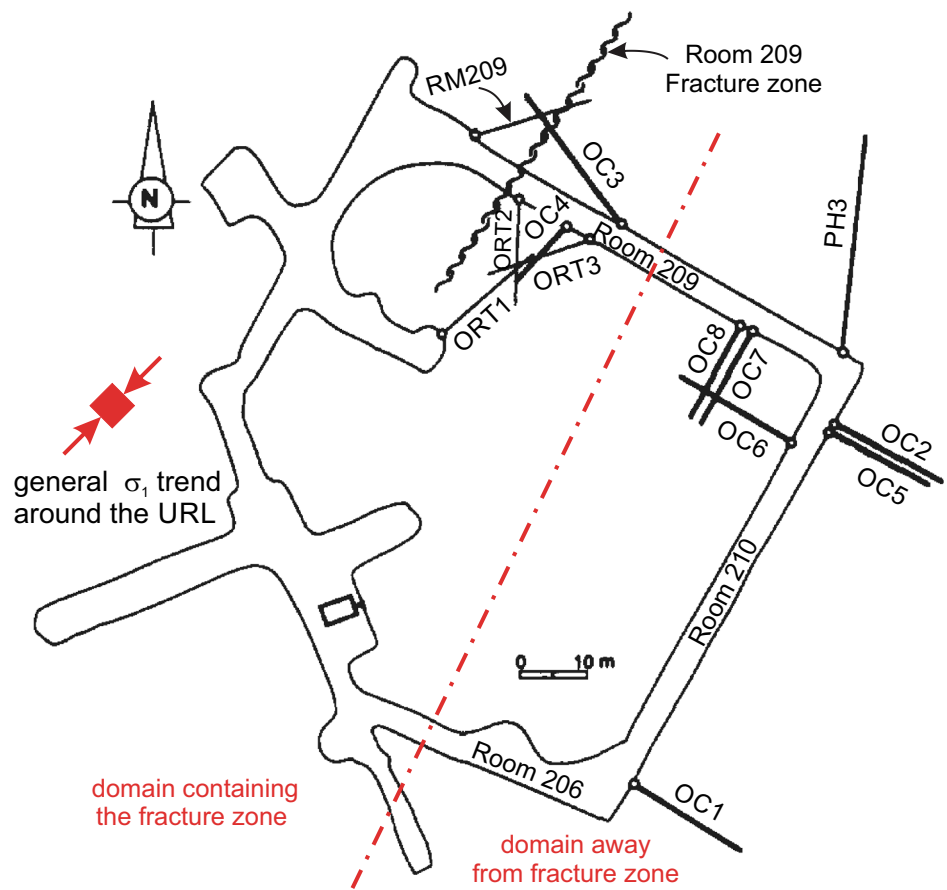 Room 209
Fracture zone
RM209
OC3
PH3
N
ORT2
OC4
Room 209
ORT3
ORT1
OC8
OC7
OC6
OC2
OC5
general σ₁ trend
around the URL
Room 210
0 10 m
Room 206
OC1
domain containing
the fracture zone
domain away
from fracture zone